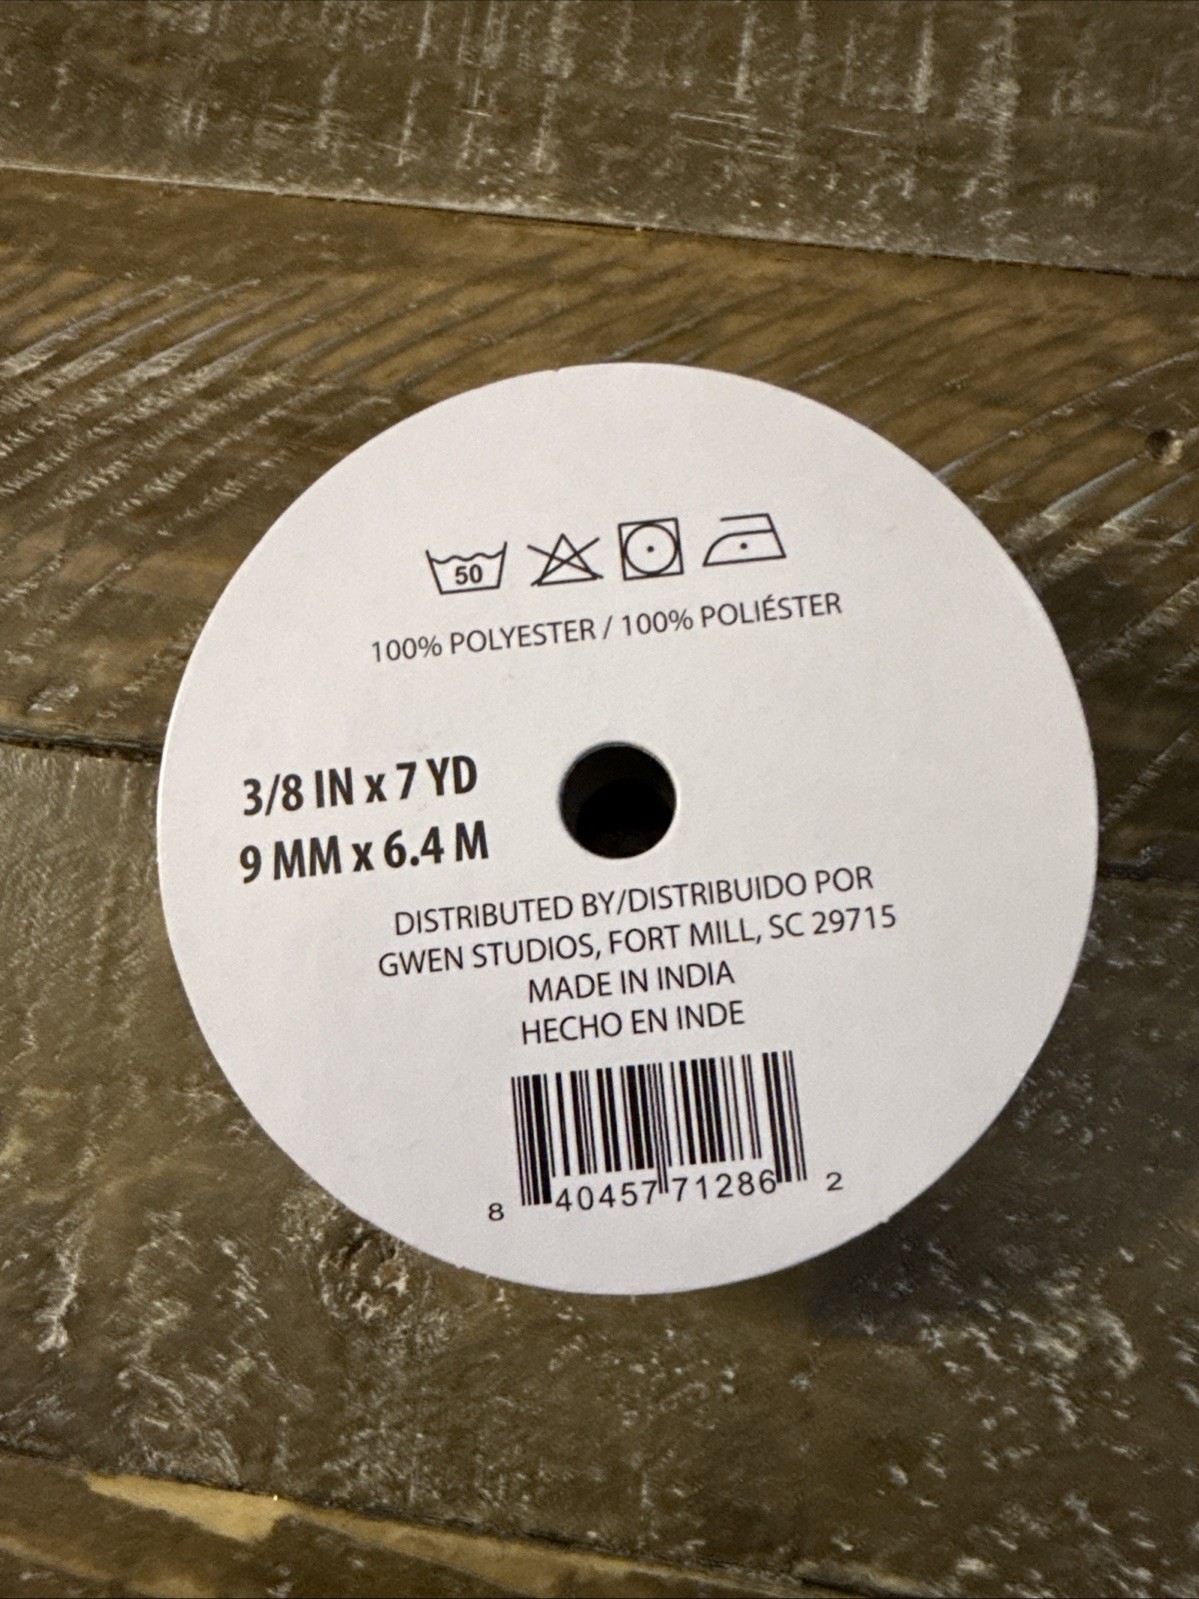 50
100% POLYESTER / 100% POLIÉSTER
3/8 IN x 7 YD
9 MM x 6.4 M
DISTRIBUTED BY/DISTRIBUIDO POR
GWEN STUDIOS, FORT MILL, SC 29715
MADE IN INDIA
HECHO EN INDE
8 40457 71286 2